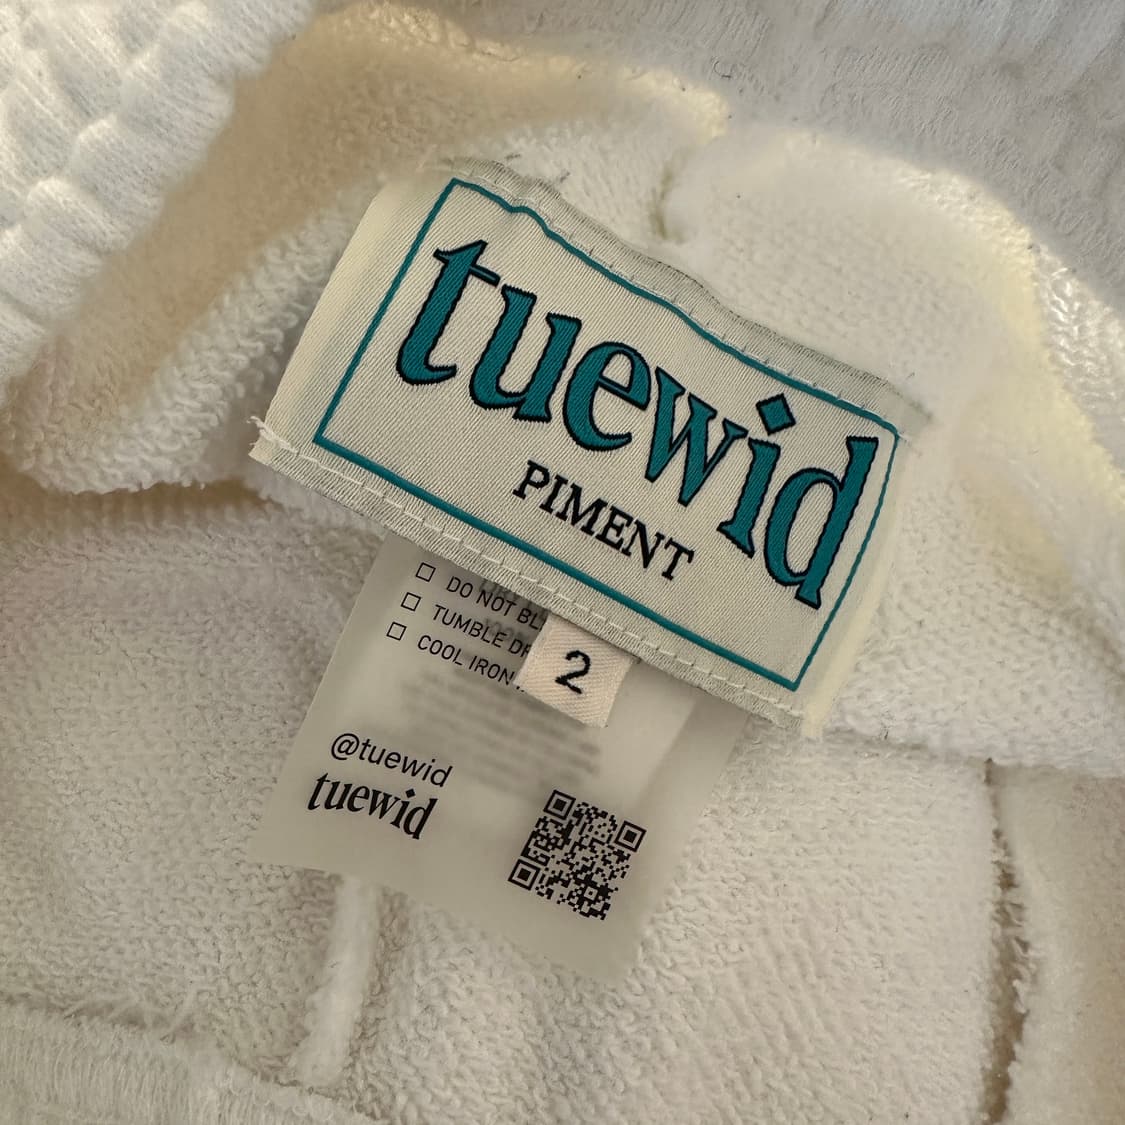 tuewid
PIMENT
☐ DO NOT BL
☐ TUMBLE DR
☐ COOL IRON
2
@tuewid
tuewid